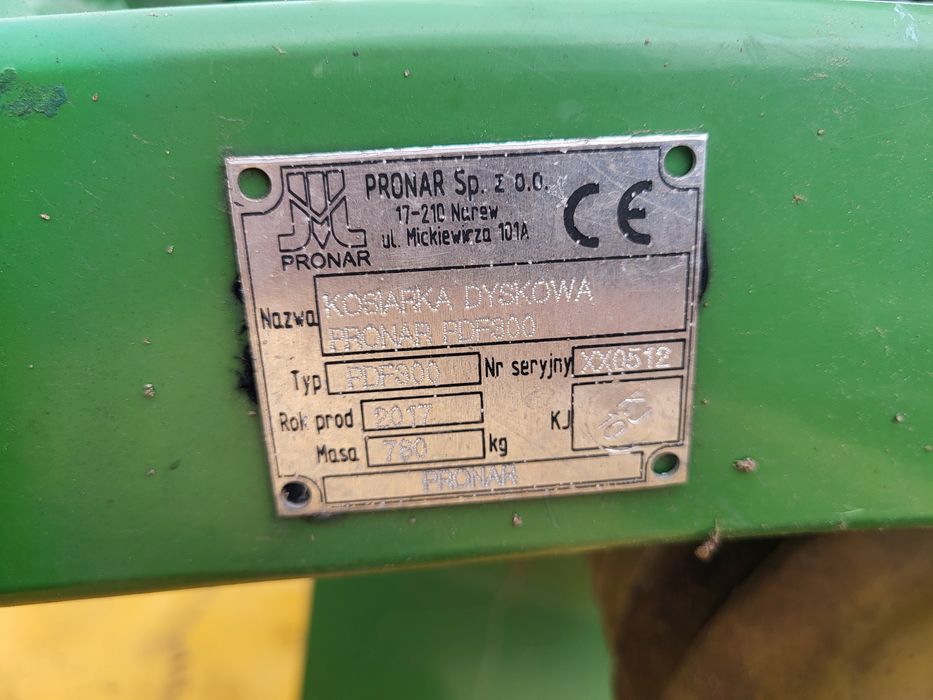 PRONAR Sp. z o.o.
17-210 Narew
ul. Mickiewicza 101A
CE
PRONAR
Nazwa KOSIARKA DYSKOWA
PRONAR PDF300
Typ PDF300 Nr seryjny XX0512
Rok prod 2017 KJ
Masa 760 kg
PRONAR